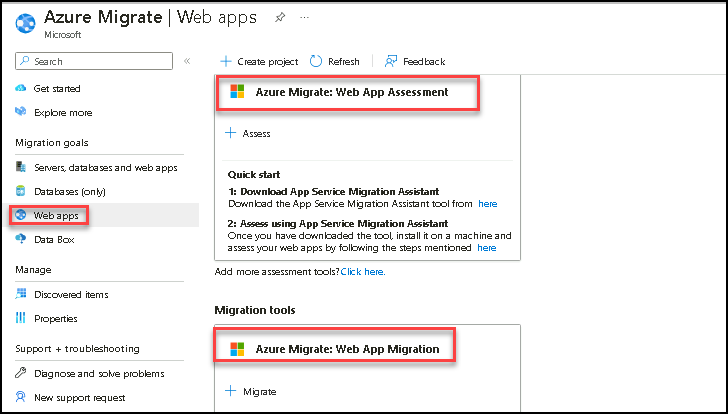 Azure Migrate | Web apps
Microsoft
Search
Get started
Explore more
Migration goals
Servers, databases and web apps
Databases (only)
Web apps
Data Box
Manage
Discovered items
Properties
Support + troubleshooting
Diagnose and solve problems
New support request
Create project
Refresh
Feedback
Azure Migrate: Web App Assessment
Assess
Quick start
1: Download App Service Migration Assistant
Download the App Service Migration Assistant tool from here
2: Assess using App Service Migration Assistant
Once you have downloaded the tool, install it on a machine and
assess your web apps by following the steps mentioned here
Add more assessment tools?Click here.
Migration tools
Azure Migrate: Web App Migration
Migrate